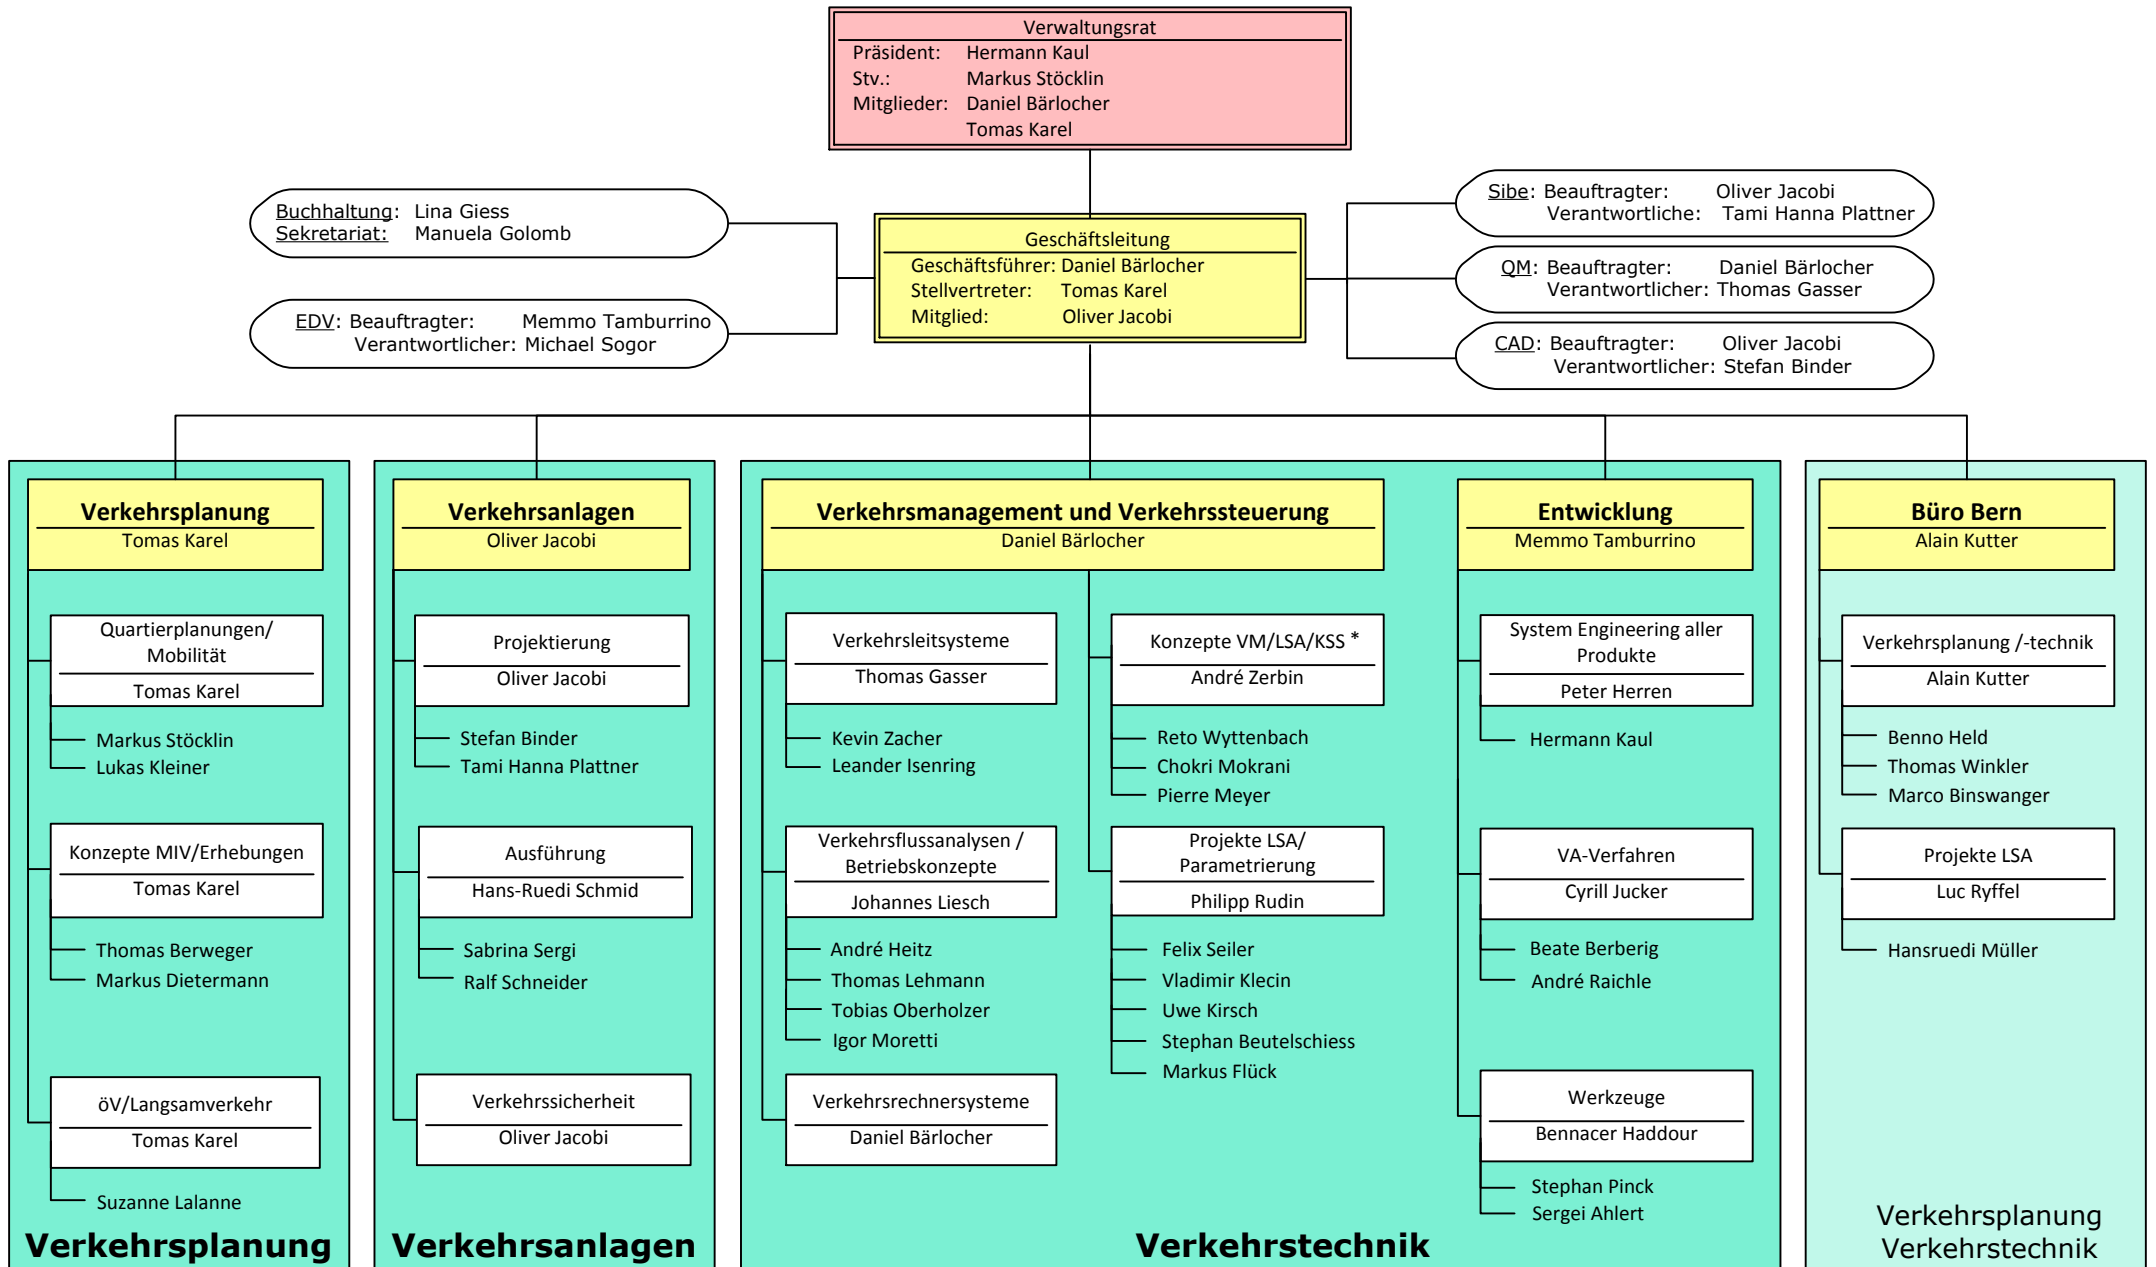 Verwaltungsrat
Präsident: Hermann Kaul
Stv.: Markus Stöcklin
Mitglieder: Daniel Bärlocher
Tomas Karel
Buchhaltung: Lina Giess
Sekretariat: Manuela Golomb
EDV: Beauftragter: Memmo Tamburrino
Verantwortlicher: Michael Sogor
Geschäftsleitung
Geschäftsführer: Daniel Bärlocher
Stellvertreter: Tomas Karel
Mitglied: Oliver Jacobi
Sibe: Beauftragter: Oliver Jacobi
Verantwortliche: Tami Hanna Plattner
QM: Beauftragter: Daniel Bärlocher
Verantwortlicher: Thomas Gasser
CAD: Beauftragter: Oliver Jacobi
Verantwortlicher: Stefan Binder
Verkehrsplanung
Tomas Karel
Quartierplanungen/
Mobilität
Tomas Karel
Markus Stöcklin
Lukas Kleiner
Konzepte MIV/Erhebungen
Tomas Karel
Thomas Berweger
Markus Dietermann
öV/Langsamverkehr
Tomas Karel
Suzanne Lalanne
Verkehrsplanung
Verkehrsanlagen
Oliver Jacobi
Projektierung
Oliver Jacobi
Stefan Binder
Tami Hanna Plattner
Ausführung
Hans-Ruedi Schmid
Sabrina Sergi
Ralf Schneider
Verkehrssicherheit
Oliver Jacobi
Verkehrsanlagen
Verkehrsmanagement und Verkehrssteuerung
Daniel Bärlocher
Verkehrsleitsysteme
Thomas Gasser
Kevin Zacher
Leander Isenring
Verkehrsflussanalysen /
Betriebskonzepte
Johannes Liesch
André Heitz
Thomas Lehmann
Tobias Oberholzer
Igor Moretti
Verkehrsrechnersysteme
Daniel Bärlocher
Konzepte VM/LSA/KSS *
André Zerbin
Reto Wyttenbach
Chokri Mokrani
Pierre Meyer
Projekte LSA/
Parametrierung
Philipp Rudin
Felix Seiler
Vladimir Klecin
Uwe Kirsch
Stephan Beutelschiess
Markus Flück
Entwicklung
Memmo Tamburrino
System Engineering aller
Produkte
Peter Herren
Hermann Kaul
VA-Verfahren
Cyrill Jucker
Beate Berberig
André Raichle
Werkzeuge
Bennacer Haddour
Stephan Pinck
Sergei Ahlert
Verkehrstechnik
Büro Bern
Alain Kutter
Verkehrsplanung /-technik
Alain Kutter
Benno Held
Thomas Winkler
Marco Binswanger
Projekte LSA
Luc Ryffel
Hansruedi Müller
Verkehrsplanung
Verkehrstechnik